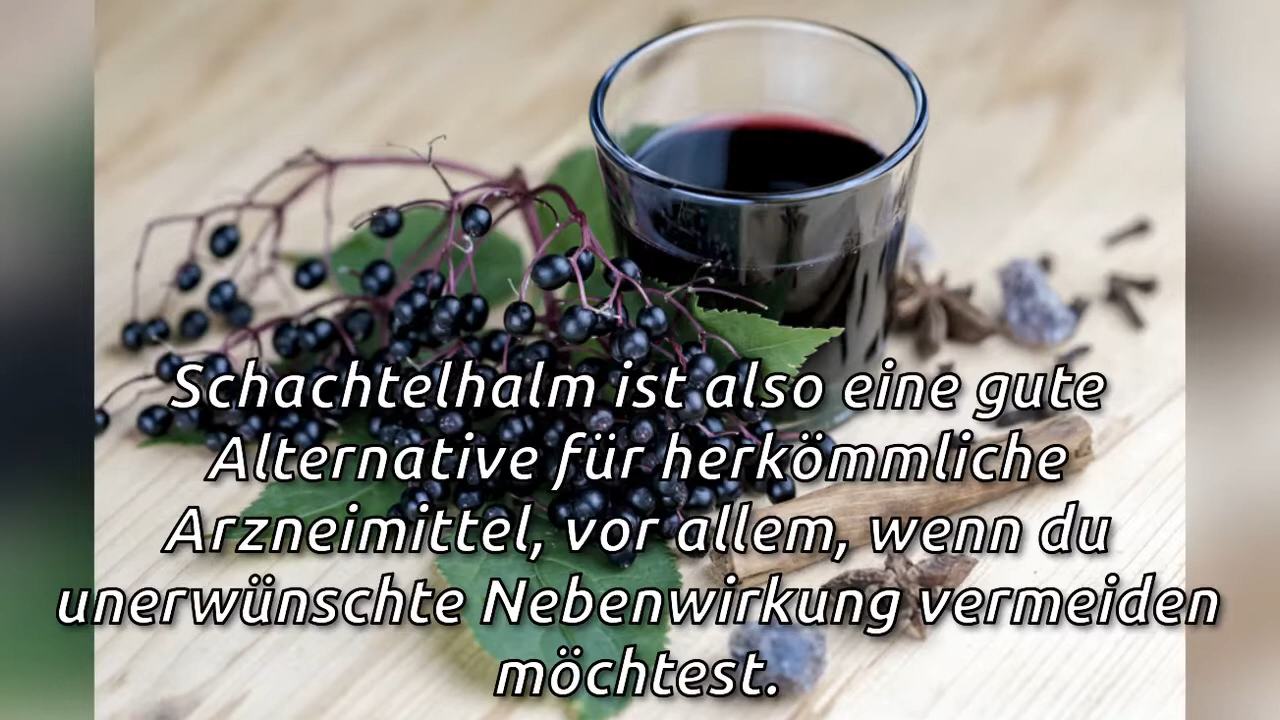 Schachtelhalm ist also eine gute
Alternative für herkömmliche
Arzneimittel, vor allem, wenn du
unerwünschte Nebenwirkung vermeiden
möchtest.